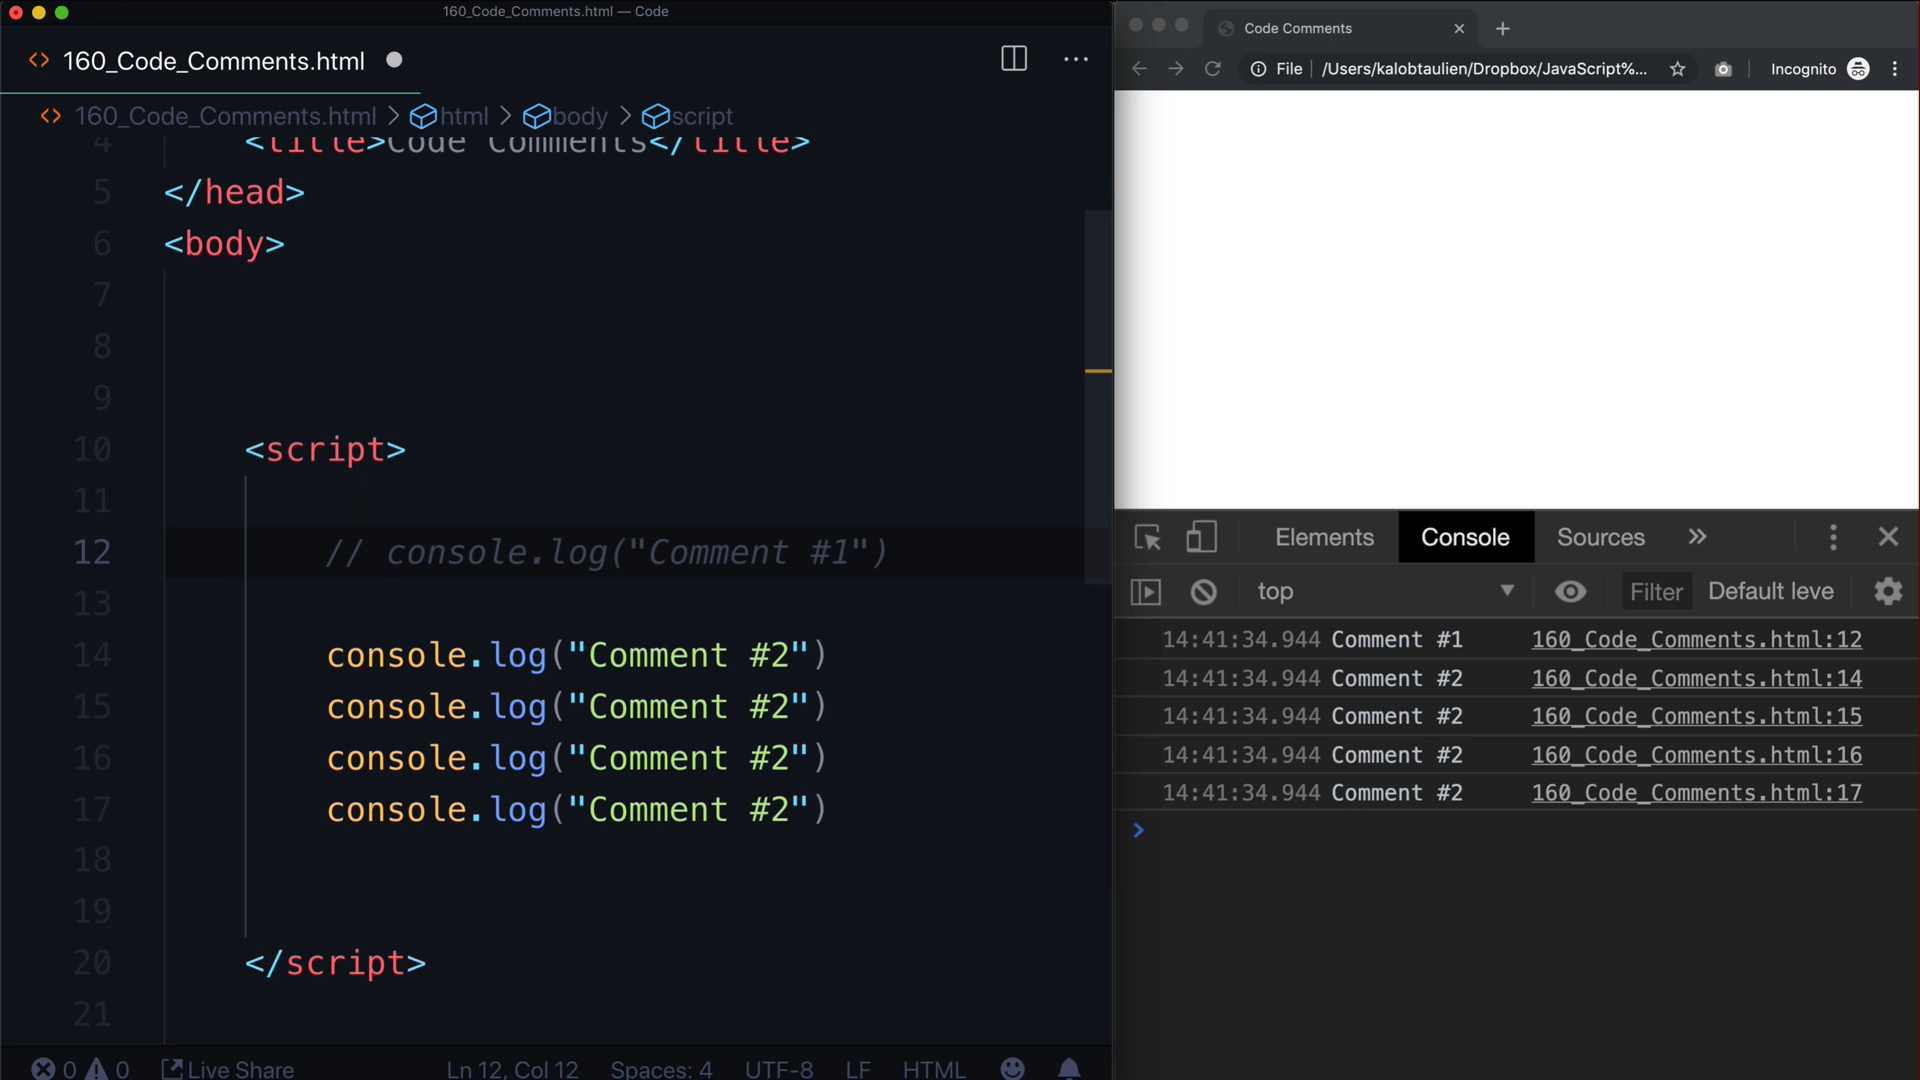 160_Code_Comments.html — Code
160_Code_Comments.html
160_Code_Comments.html > html > body > script
4 <title>Code Comments</title>
5 </head>
6 <body>
7
8
9
10 <script>
11
12 // console.log("Comment #1")
13
14 console.log("Comment #2")
15 console.log("Comment #2")
16 console.log("Comment #2")
17 console.log("Comment #2")
18
19
20 </script>
21
0 0 Live Share Ln 12, Col 12 Spaces: 4 UTF-8 LF HTML
Code Comments
File /Users/kalobtaulien/Dropbox/JavaScript%... Incognito
Elements Console Sources
top Filter Default leve
14:41:34.944 Comment #1 160_Code_Comments.html:12
14:41:34.944 Comment #2 160_Code_Comments.html:14
14:41:34.944 Comment #2 160_Code_Comments.html:15
14:41:34.944 Comment #2 160_Code_Comments.html:16
14:41:34.944 Comment #2 160_Code_Comments.html:17